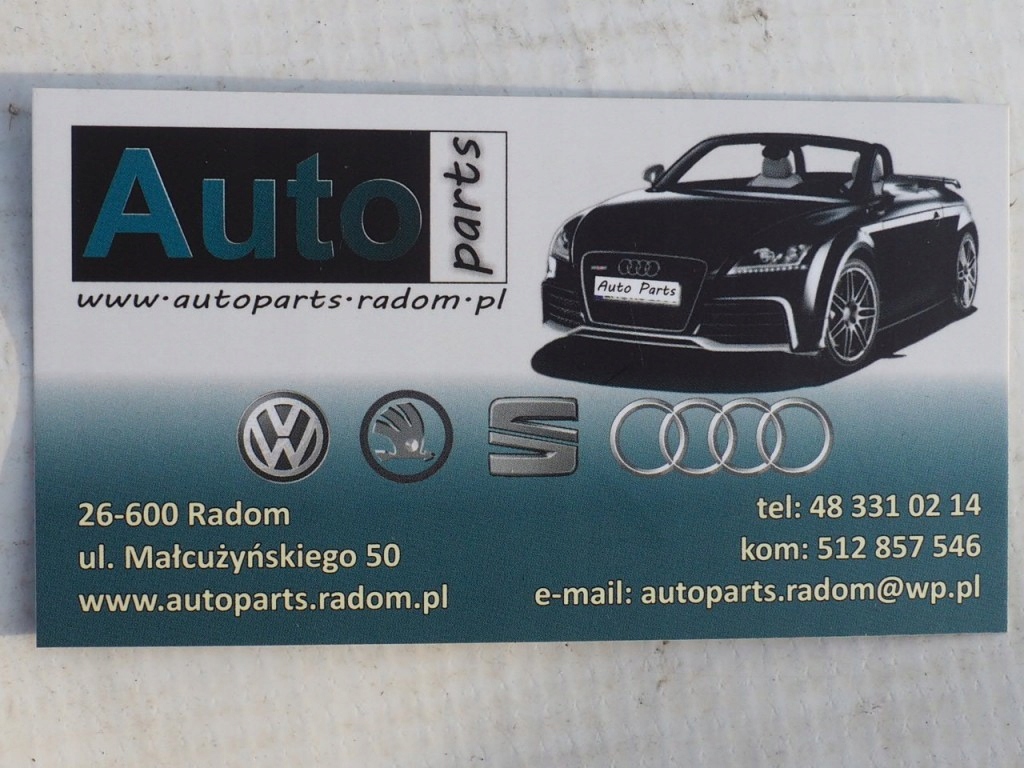 Auto
parts
www.autoparts.radom.pl
Auto Parts
26-600 Radom
ul. Małcużyńskiego 50
www.autoparts.radom.pl
tel: 48 331 02 14
kom: 512 857 546
e-mail: autoparts.radom@wp.pl